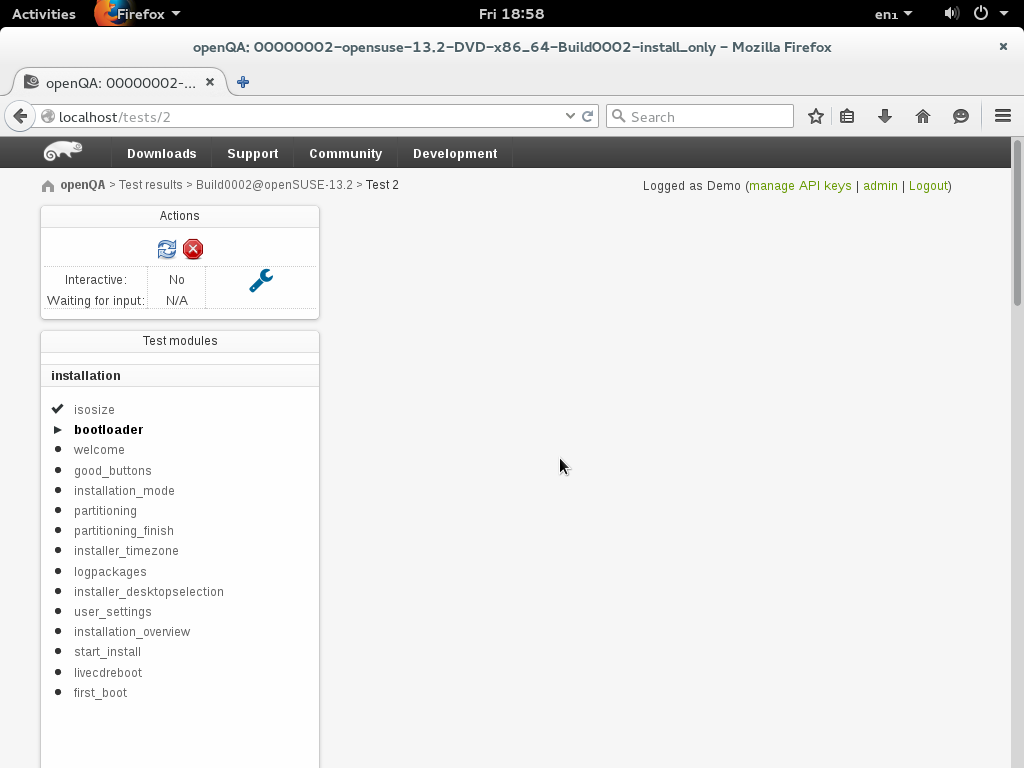 Activities Firefox Fri 18:58 en₁
openQA: 00000002-opensuse-13.2-DVD-x86_64-Build0002-install_only – Mozilla Firefox
openQA: 00000002-...
localhost/tests/2 Search
Downloads Support Community Development
openQA > Test results > Build0002@openSUSE-13.2 > Test 2 Logged as Demo (manage API keys | admin | Logout)
Actions
Interactive: No
Waiting for input: N/A
Test modules
installation
isosize
bootloader
welcome
good_buttons
installation_mode
partitioning
partitioning_finish
installer_timezone
logpackages
installer_desktopselection
user_settings
installation_overview
start_install
livecdreboot
first_boot